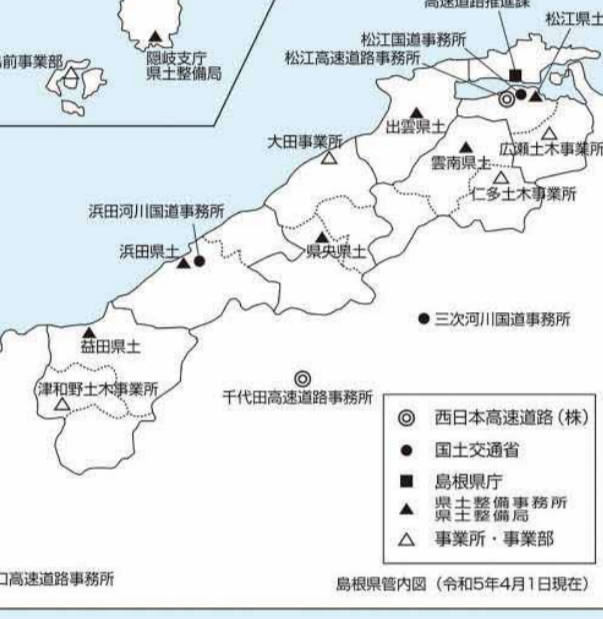 高速道路推進課
松江県土
松江国道事務所
松江高速道路事務所
前事業部
隠岐支庁
県土整備局
出雲県土
大田事業所
広瀬土木事業所
雲南県土
仁多土木事業所
浜田河川国道事務所
浜田県土
県央県土
三次河川国道事務所
益田県土
津和野土木事業所
千代田高速道路事務所
西日本高速道路(株)
国土交通省
島根県庁
県土整備事務所
県土整備局
事業所・事業部
口高速道路事務所
島根県管内図(令和5年4月1日現在)